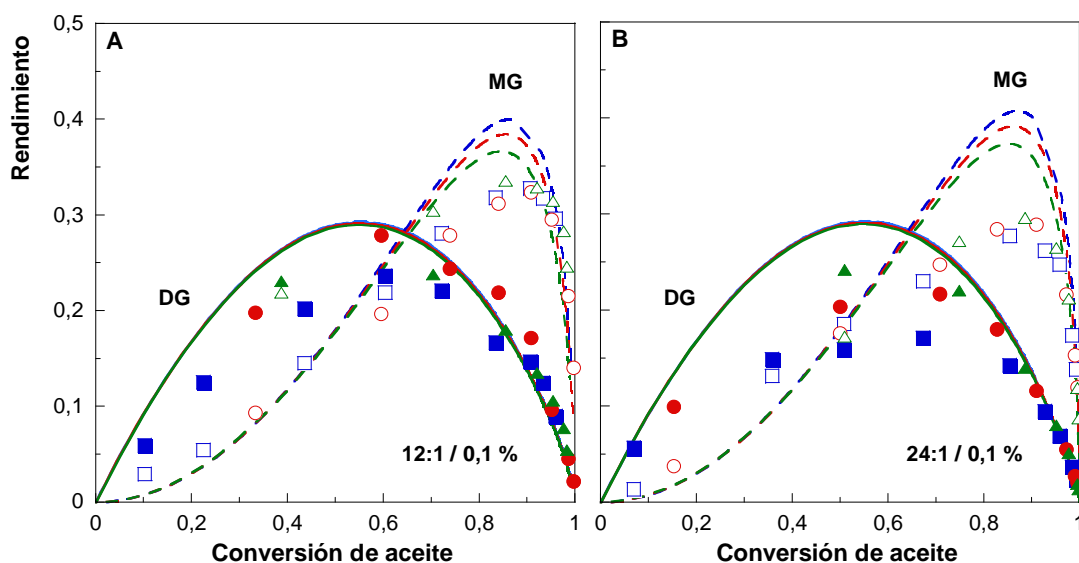 A
B
Rendimiento
0,5
0,4
0,3
0,2
0,1
0
MG
MG
DG
DG
12:1 / 0,1 %
24:1 / 0,1 %
0 0,2 0,4 0,6 0,8 1
0 0,2 0,4 0,6 0,8 1
Conversión de aceite
Conversión de aceite